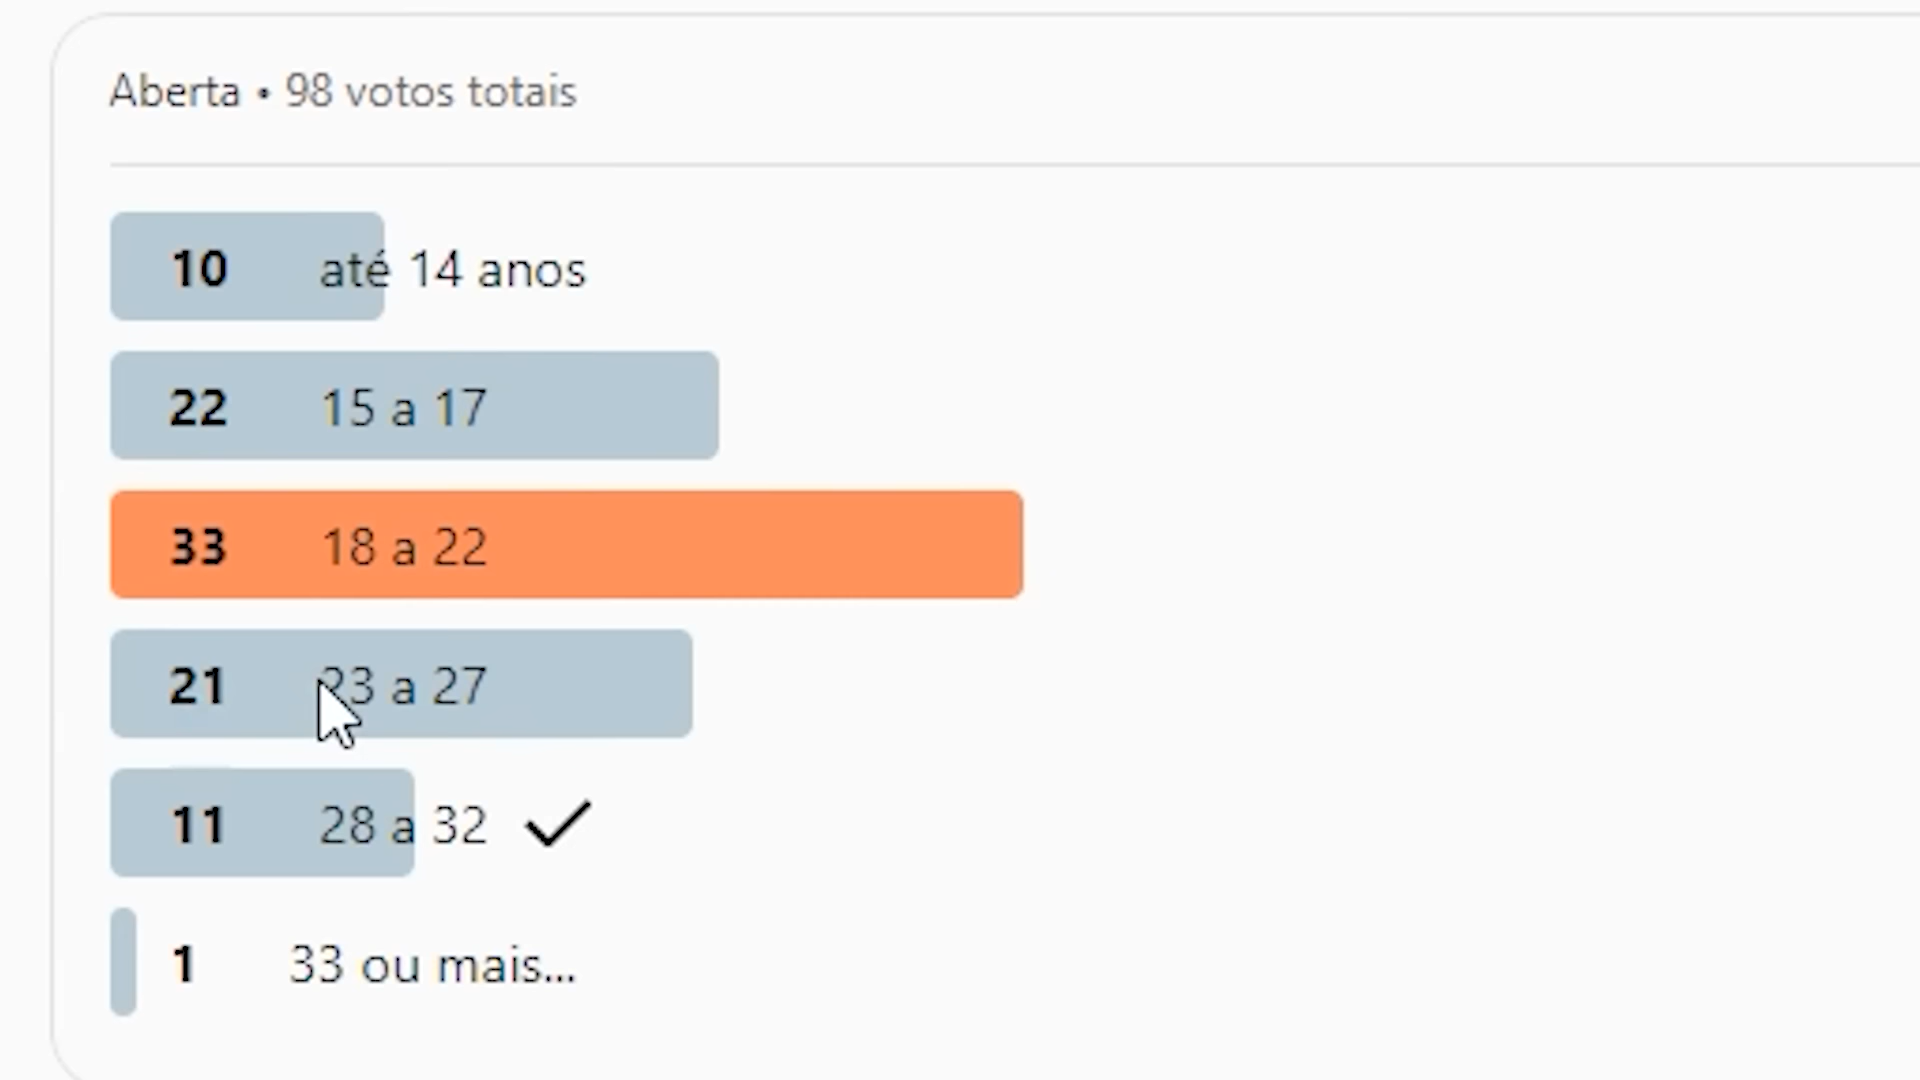 Aberta • 98 votos totais
10 até 14 anos
22 15 a 17
33 18 a 22
21 23 a 27
11 28 a 32
1 33 ou mais...